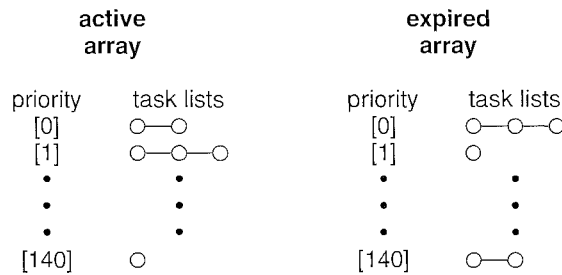 active array
expired array
priority task lists
[0]
[1]
[140]
priority task lists
[0]
[1]
[140]